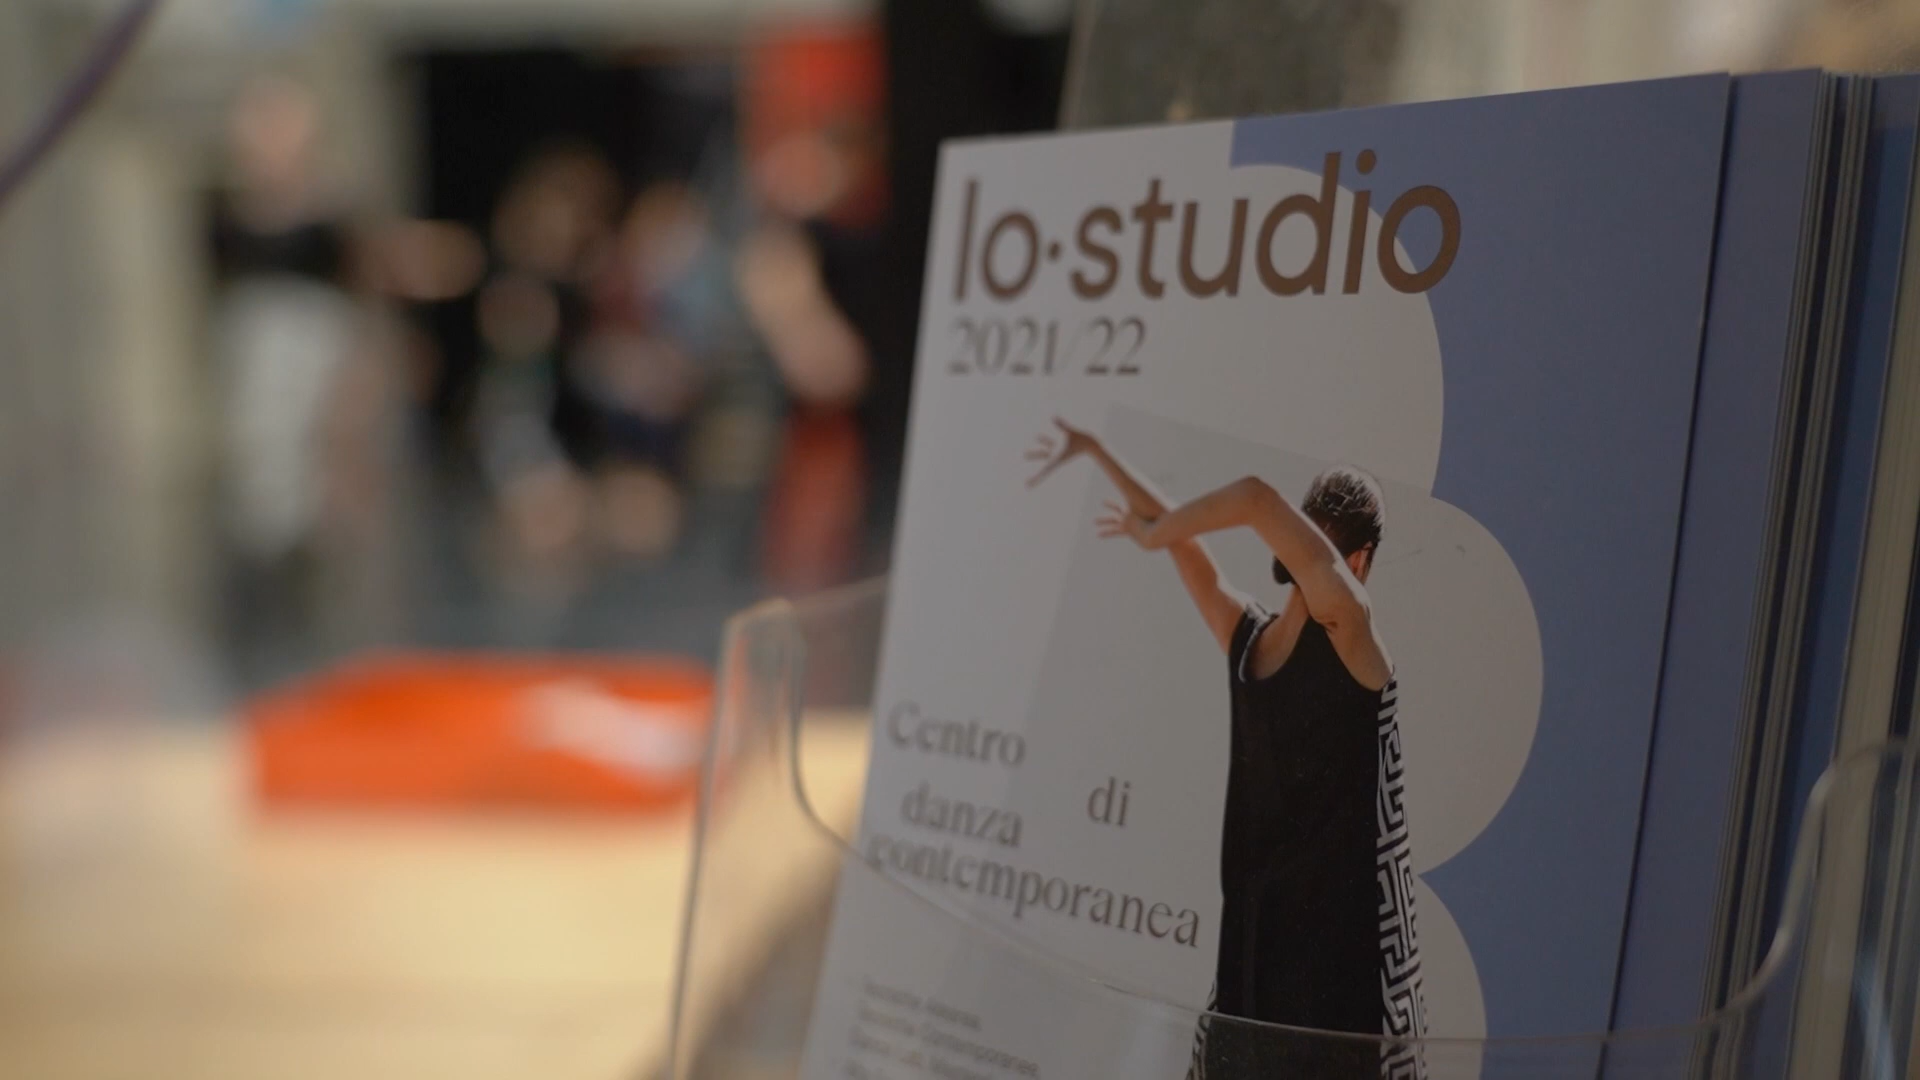 lo·studio
2021/22
Centro
di
danza
contemporanea